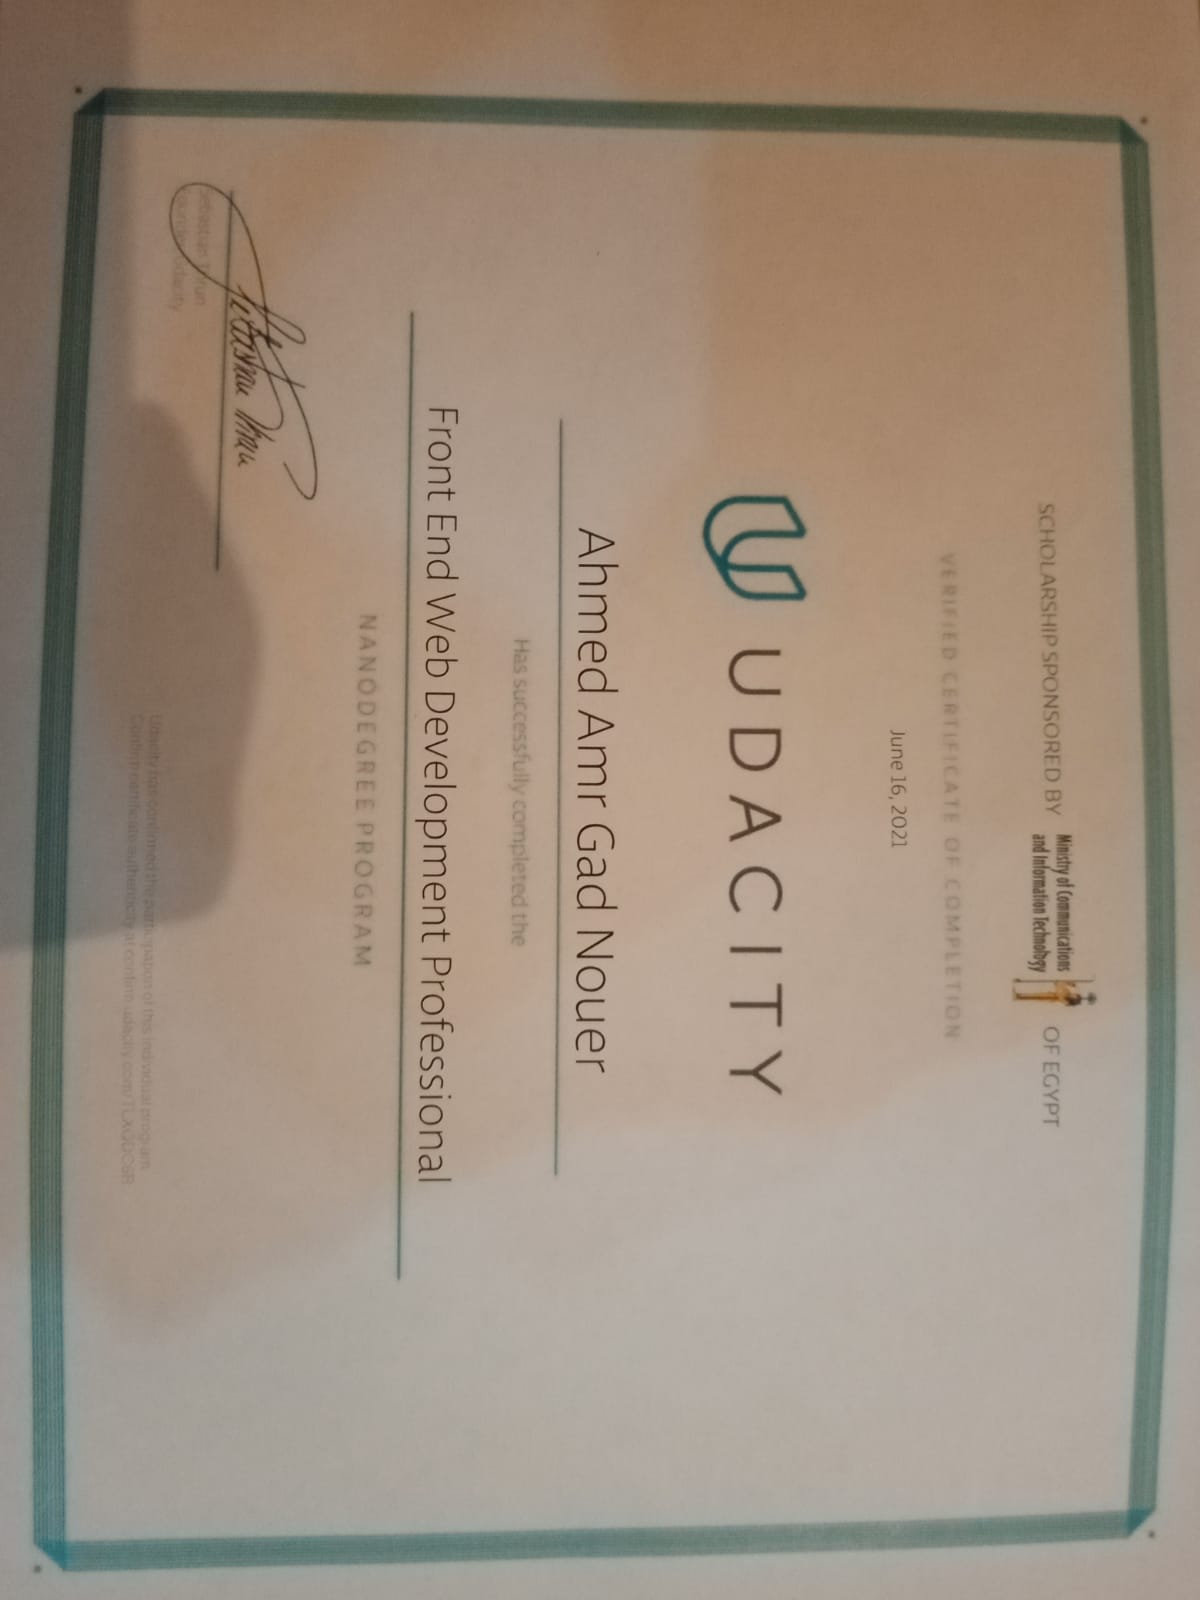 SCHOLARSHIP SPONSORED BY Ministry of Communications and Information Technology OF EGYPT
VERIFIED CERTIFICATE OF COMPLETION
June 16, 2021
UDACITY
Ahmed Amr Gad Nouer
Has successfully completed the
Front End Web Development Professional
NANODEGREE PROGRAM
Sebastian Thrun
Sebastian Thrun
Founder, Udacity
Udacity has confirmed the participation of this individual program.
Confirm certificate authenticity at confirm.udacity.com/